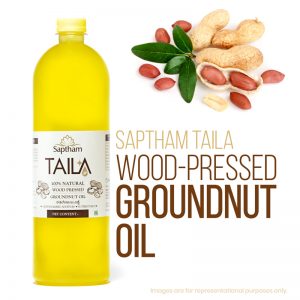 Saptham
TAILA
100% NATURAL
WOOD PRESSED
GROUNDNUT OIL
NET CONTENT
SAPTHAM TAILA
WOOD-PRESSED
GROUNDNUT
OIL
Images are for representational purposes only